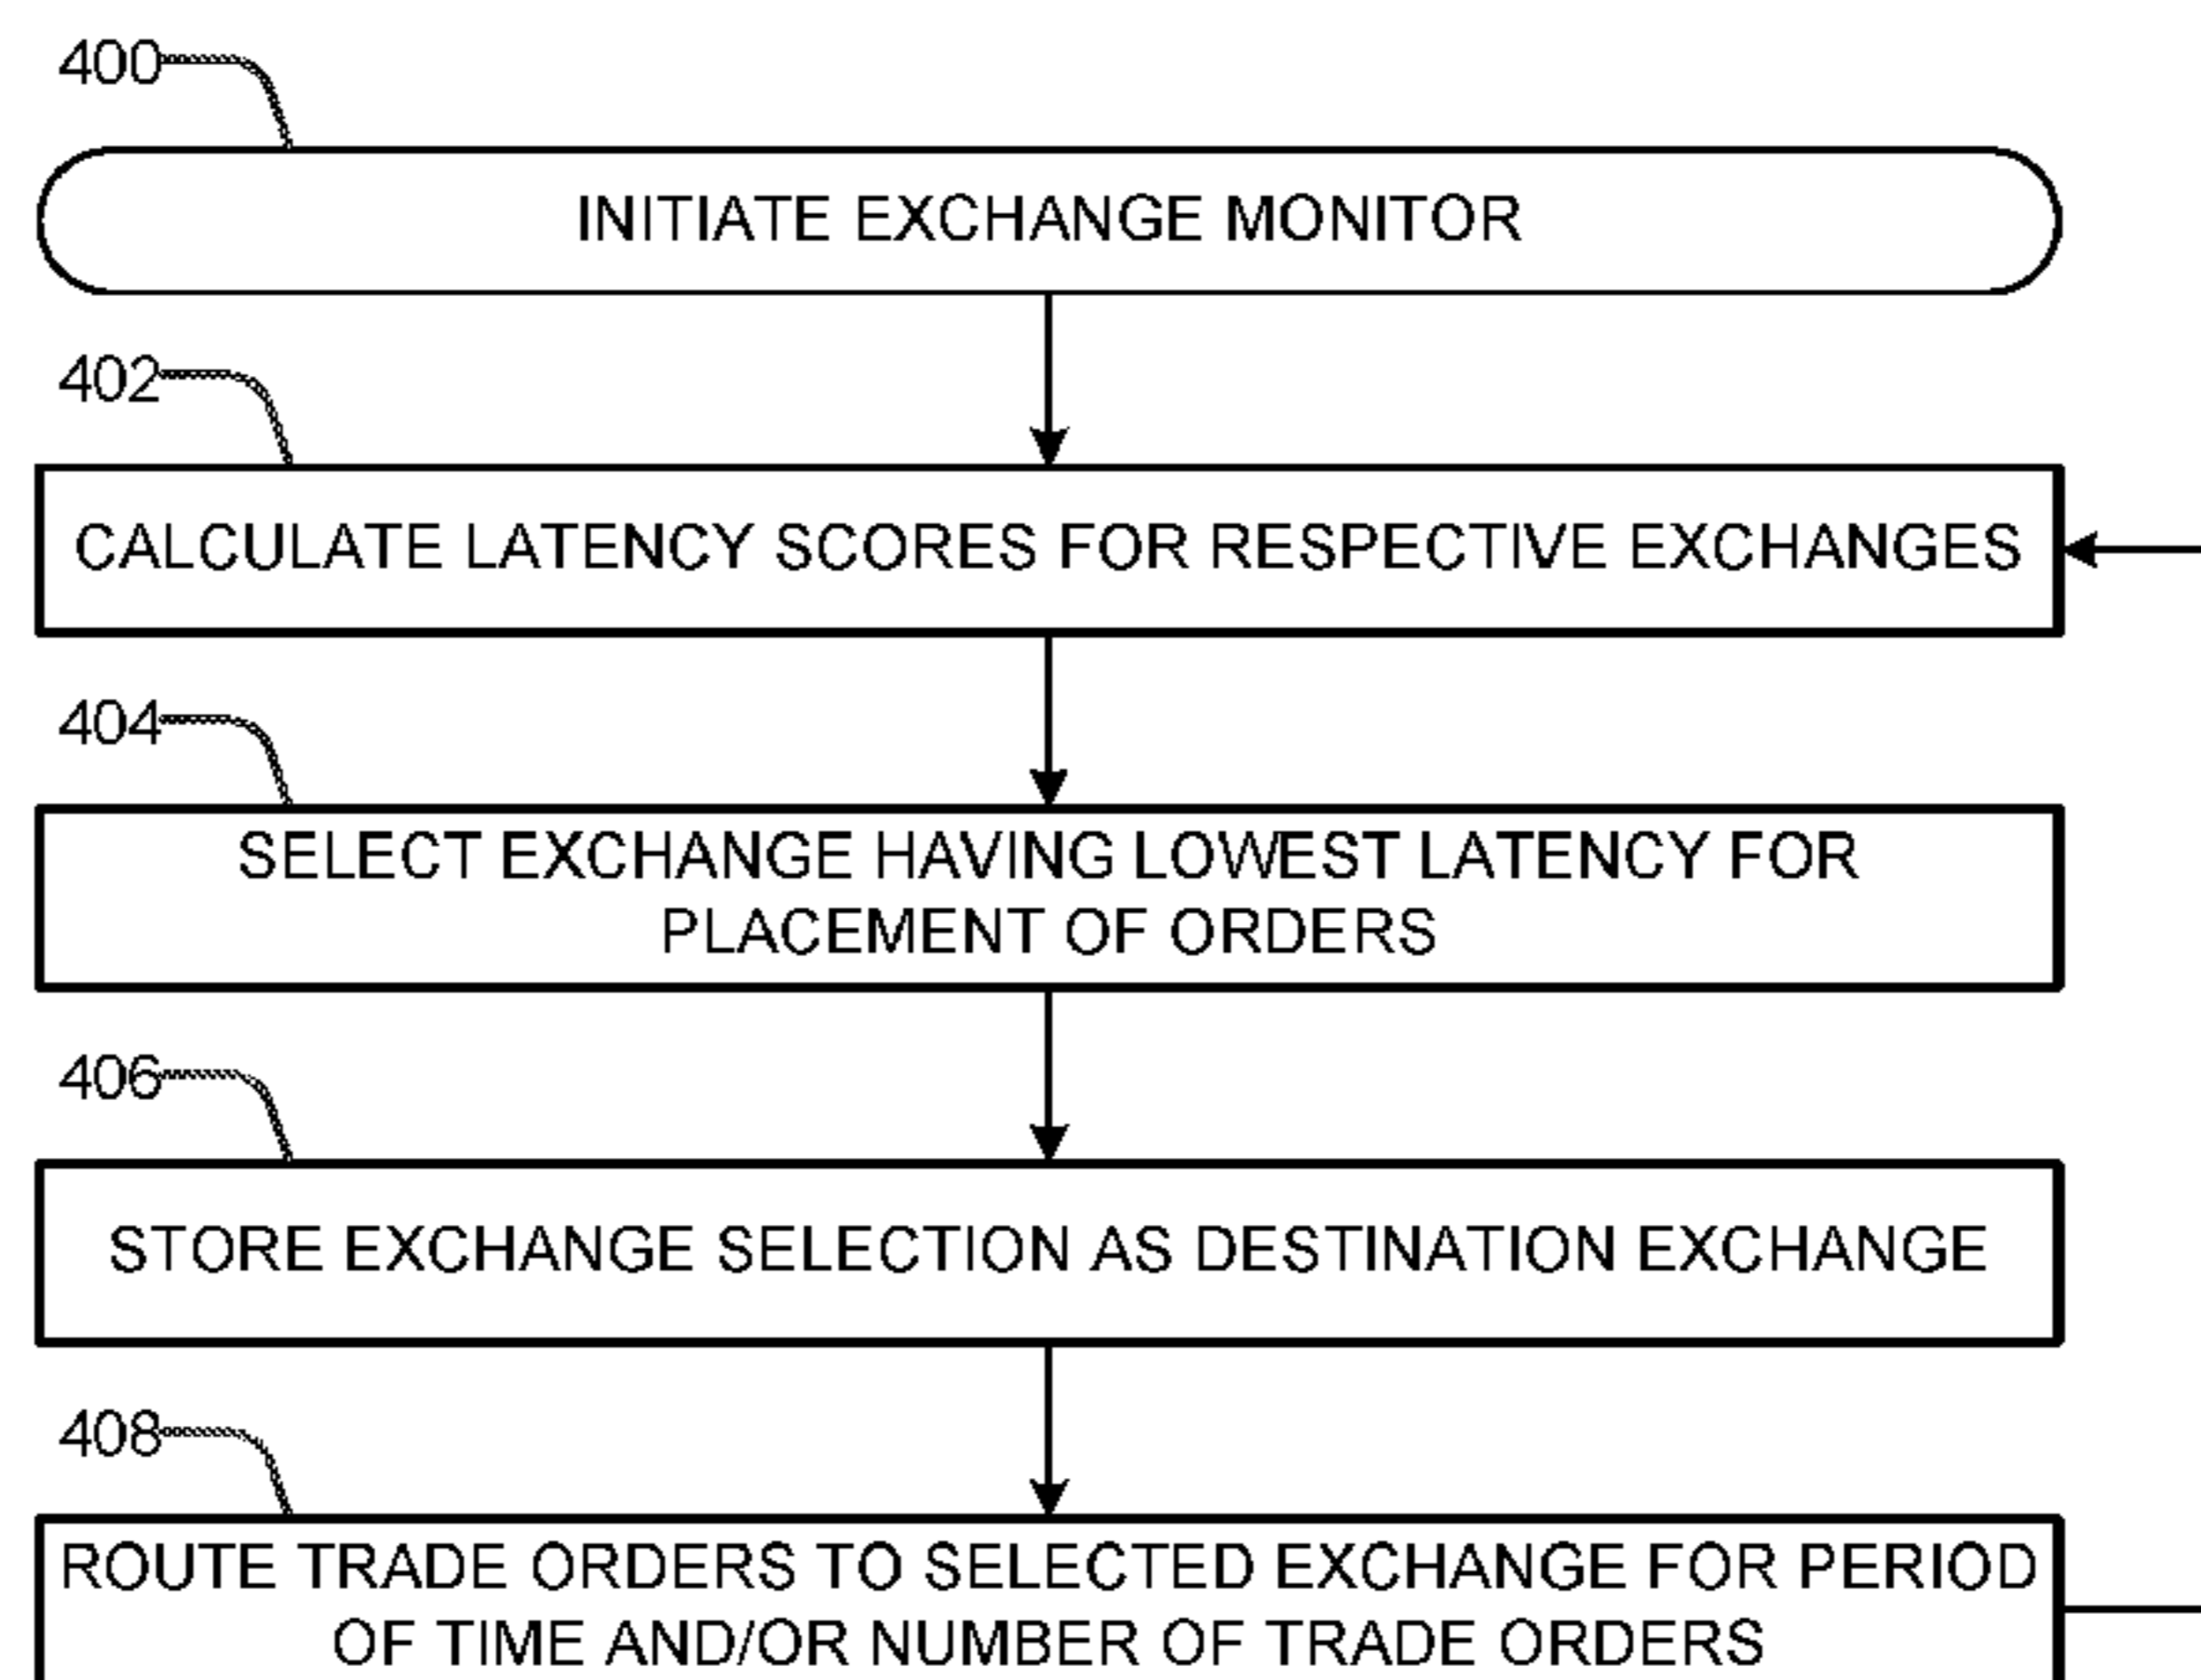 400
INITIATE EXCHANGE MONITOR
402
CALCULATE LATENCY SCORES FOR RESPECTIVE EXCHANGES
404
SELECT EXCHANGE HAVING LOWEST LATENCY FOR
PLACEMENT OF ORDERS
406
STORE EXCHANGE SELECTION AS DESTINATION EXCHANGE
408
ROUTE TRADE ORDERS TO SELECTED EXCHANGE FOR PERIOD
OF TIME AND/OR NUMBER OF TRADE ORDERS